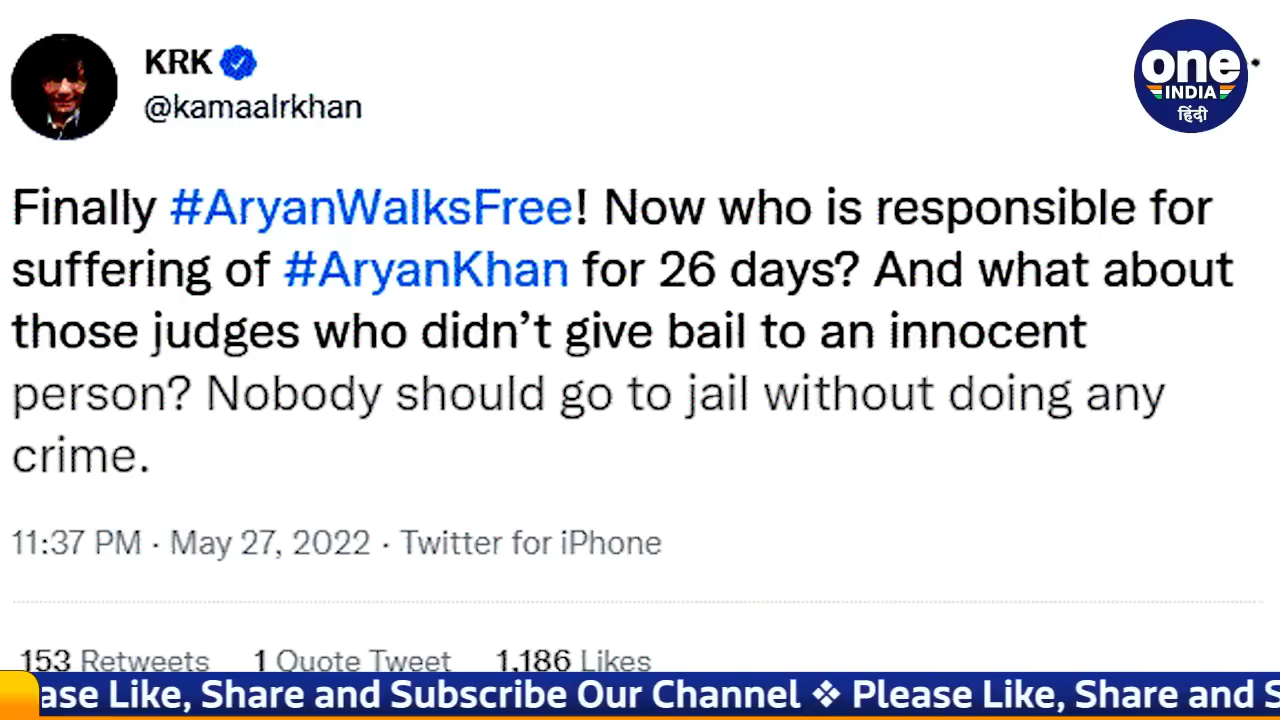 KRK
@kamaalrkhan
one
INDIA
हिंदी
Finally #AryanWalksFree! Now who is responsible for
suffering of #AryanKhan for 26 days? And what about
those judges who didn’t give bail to an innocent
person? Nobody should go to jail without doing any
crime.
11:37 PM · May 27, 2022 · Twitter for iPhone
153 Retweets 1 Quote Tweet 1,186 Likes
ase Like, Share and Subscribe Our Channel ❖ Please Like, Share and S